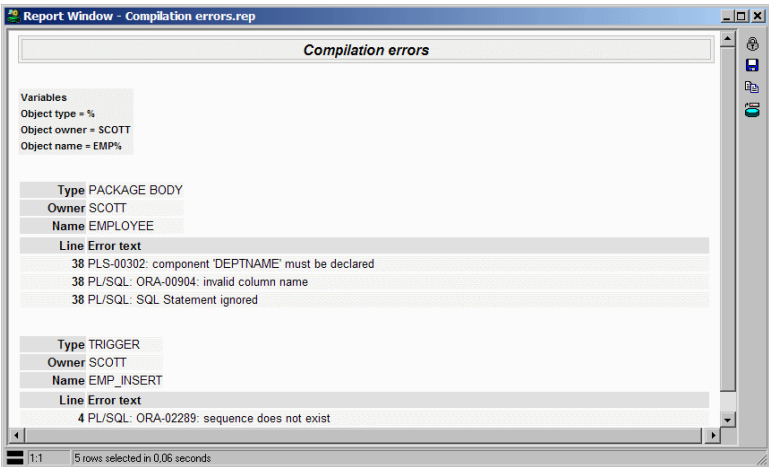 Report Window - Compilation errors.rep
Compilation errors
Variables
Object type = %
Object owner = SCOTT
Object name = EMP%
Type PACKAGE BODY
Owner SCOTT
Name EMPLOYEE
Line Error text
38 PLS-00302: component 'DEPTNAME' must be declared
38 PL/SQL: ORA-00904: invalid column name
38 PL/SQL: SQL Statement ignored
Type TRIGGER
Owner SCOTT
Name EMP_INSERT
Line Error text
4 PL/SQL: ORA-02289: sequence does not exist
1:1 5 rows selected in 0,06 seconds